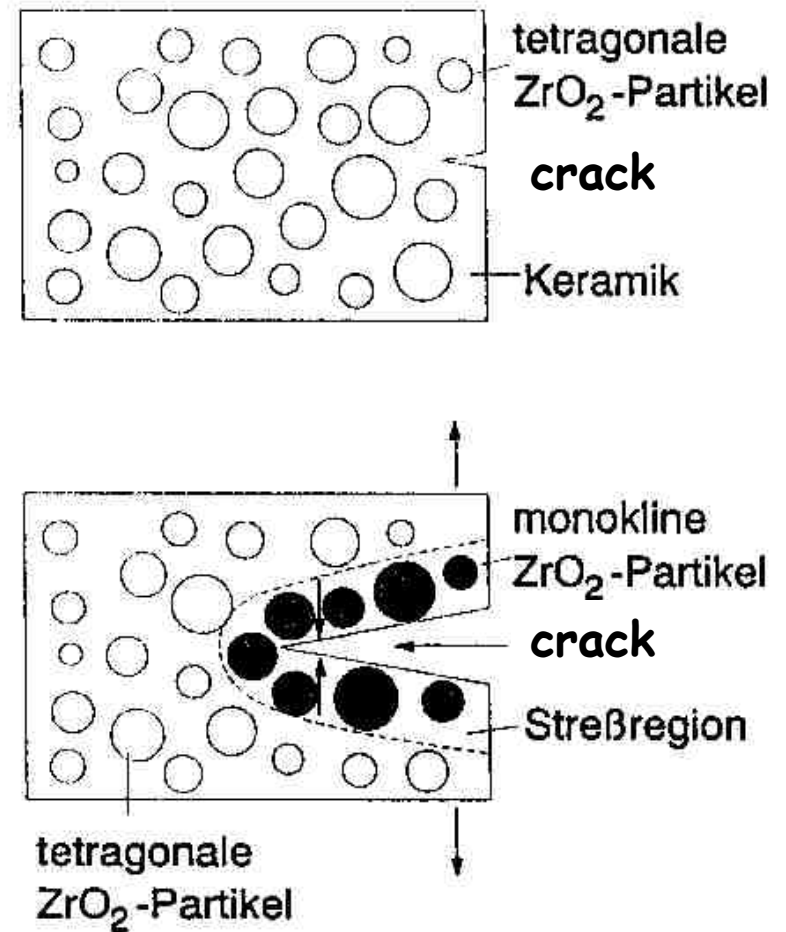 tetragonale
ZrO₂-Partikel
crack
Keramik
monokline
ZrO₂-Partikel
crack
Streßregion
tetragonale
ZrO₂-Partikel